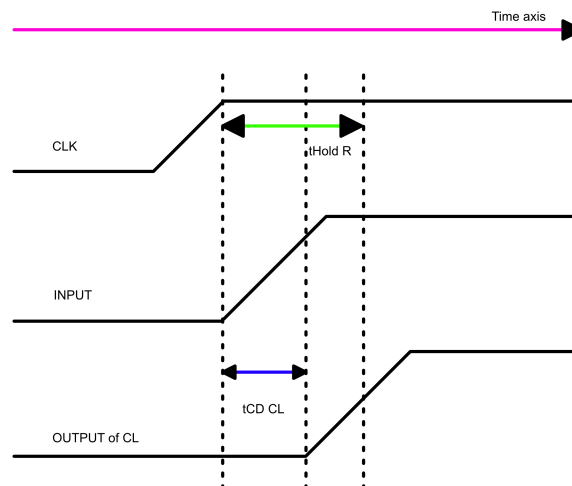 Time axis
CLK
tHold R
INPUT
tCD CL
OUTPUT of CL